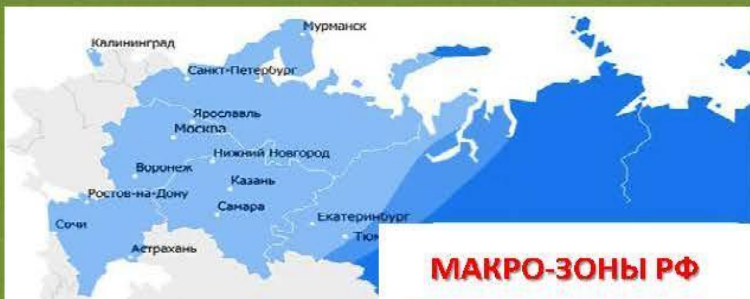 Мурманск
Калининград
Санкт-Петербург
Ярославль
Москва
Нижний Новгород
Воронеж
Казань
Ростов-на-Дону
Самара
Екатеринбург
Сочи
Тюм
Астрахань
МАКРО-ЗОНЫ РФ